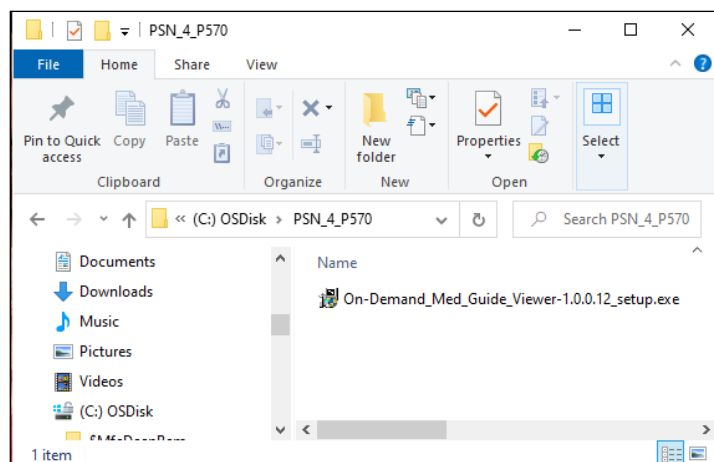 PSN_4_P570
File Home Share View
Pin to Quick access
Copy
Paste
New folder
Properties
Select
Clipboard Organize New Open
« (C:) OSDisk > PSN_4_P570
Search PSN_4_P570
Documents
Downloads
Music
Pictures
Videos
(C:) OSDisk
Name
On-Demand_Med_Guide_Viewer-1.0.0.12_setup.exe
1 item